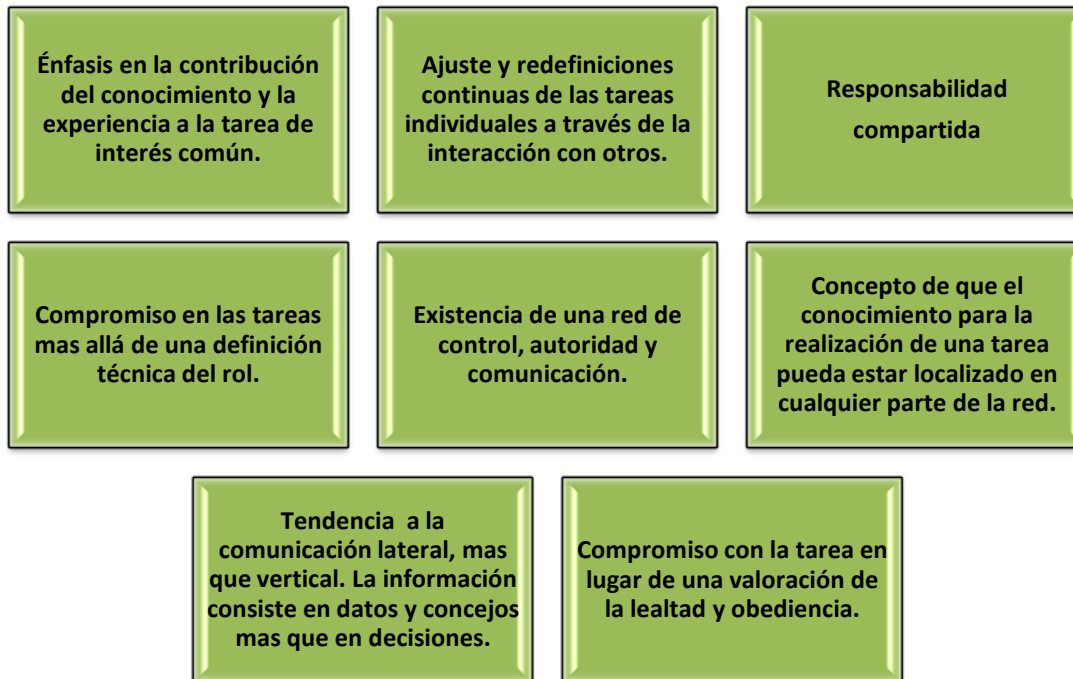 Énfasis en la contribución
del conocimiento y la
experiencia a la tarea de
interés común.
Ajuste y redefiniciones
continuas de las tareas
individuales a través de la
interacción con otros.
Responsabilidad
compartida
Compromiso en las tareas
mas allá de una definición
técnica del rol.
Existencia de una red de
control, autoridad y
comunicación.
Concepto de que el
conocimiento para la
realización de una tarea
pueda estar localizado en
cualquier parte de la red.
Tendencia a la
comunicación lateral, mas
que vertical. La información
consiste en datos y concejos
mas que en decisiones.
Compromiso con la tarea en
lugar de una valoración de
la lealtad y obediencia.